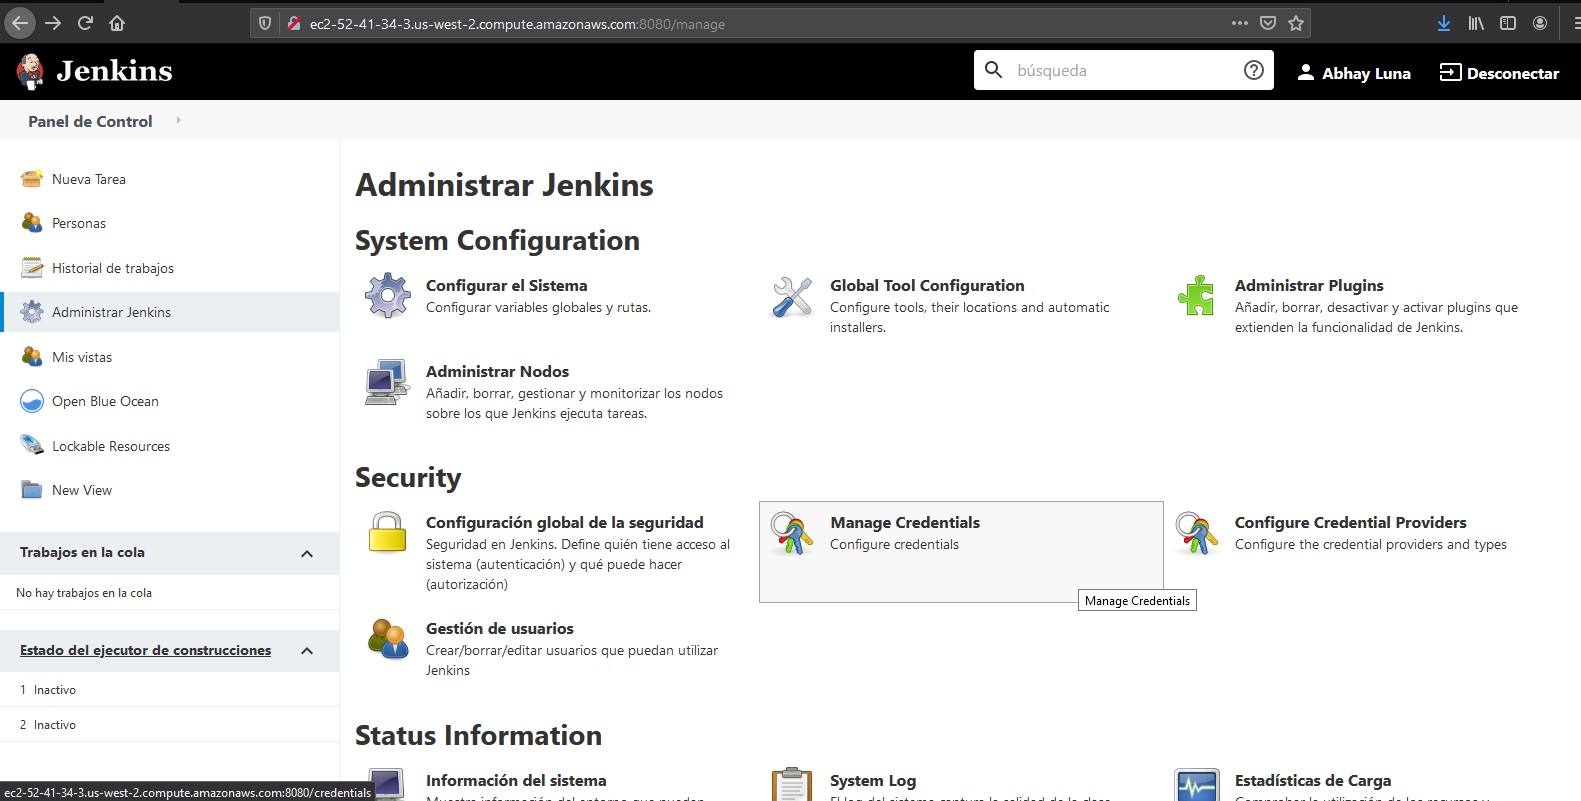 ec2-52-41-34-3.us-west-2.compute.amazonaws.com:8080/manage
Jenkins
búsqueda
Abhay Luna
Desconectar
Panel de Control
Nueva Tarea
Personas
Historial de trabajos
Administrar Jenkins
Mis vistas
Open Blue Ocean
Lockable Resources
New View
Trabajos en la cola
No hay trabajos en la cola
Estado del ejecutor de construcciones
1 Inactivo
2 Inactivo
Administrar Jenkins
System Configuration
Configurar el Sistema
Configurar variables globales y rutas.
Global Tool Configuration
Configure tools, their locations and automatic
installers.
Administrar Plugins
Añadir, borrar, desactivar y activar plugins que
extienden la funcionalidad de Jenkins.
Administrar Nodos
Añadir, borrar, gestionar y monitorizar los nodos
sobre los que Jenkins ejecuta tareas.
Security
Configuración global de la seguridad
Seguridad en Jenkins. Define quién tiene acceso al
sistema (autenticación) y qué puede hacer
(autorización)
Manage Credentials
Configure credentials
Manage Credentials
Configure Credential Providers
Configure the credential providers and types
Gestión de usuarios
Crear/borrar/editar usuarios que puedan utilizar
Jenkins
Status Information
Información del sistema
System Log
Estadísticas de Carga
ec2-52-41-34-3.us-west-2.compute.amazonaws.com:8080/credentials